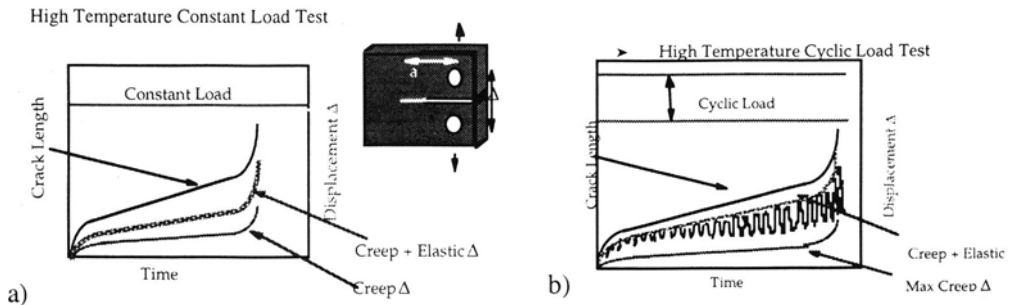 High Temperature Constant Load Test
Constant Load
Crack Length
Displacement Δ
a
Δ
Creep + Elastic Δ
Time
Creep Δ
a)
➤ High Temperature Cyclic Load Test
Cyclic Load
Crack Length
Displacement Δ
Creep + Elastic
Time
Max Creep Δ
b)